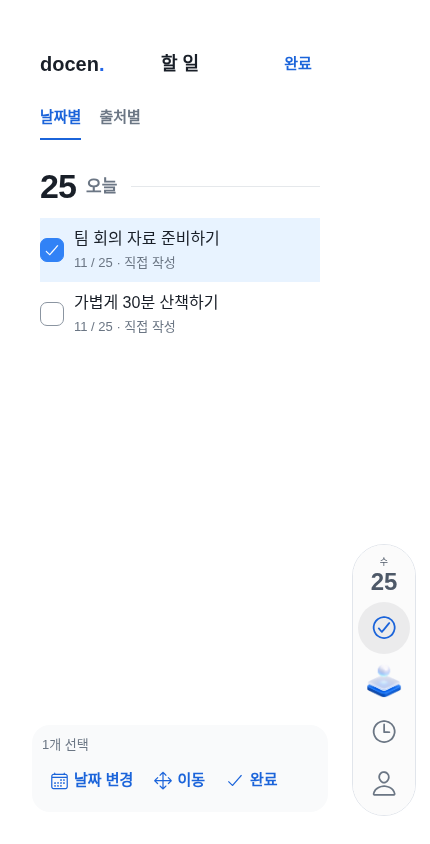 docen. 할 일 완료
날짜별 출처별
25 오늘
팀 회의 자료 준비하기
11 / 25 · 직접 작성
가볍게 30분 산책하기
11 / 25 · 직접 작성
수
25
1개 선택
날짜 변경 이동 완료